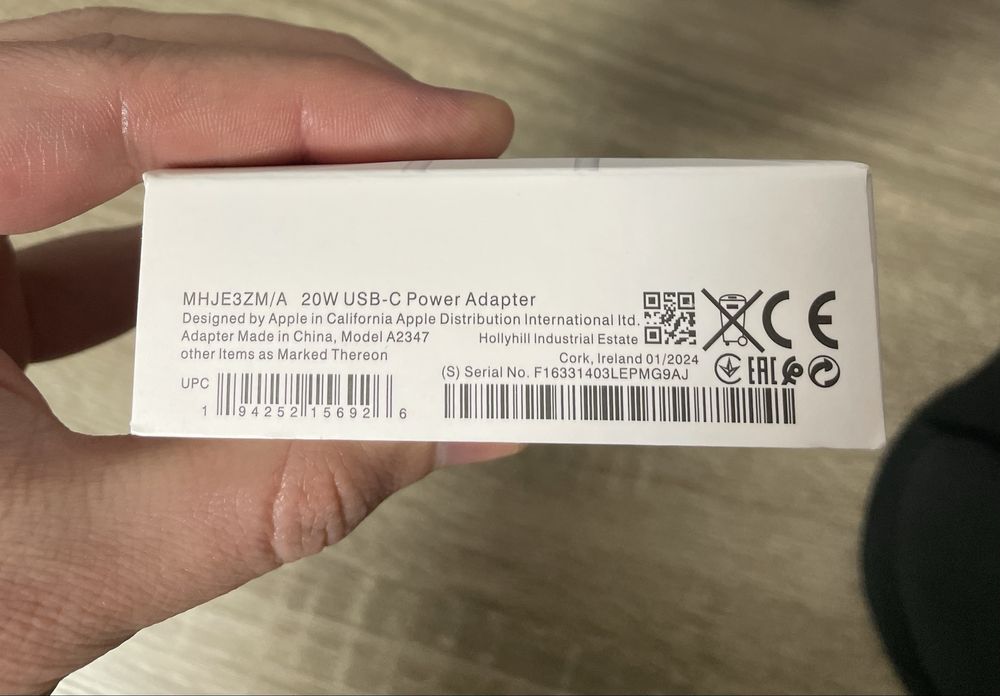 MHJE3ZM/A 20W USB-C Power Adapter
Designed by Apple in California Apple Distribution International ltd.
Adapter Made in China, Model A2347 Hollyhill Industrial Estate
other Items as Marked Thereon Cork, Ireland 01/2024
(S) Serial No. F16331403LEPMG9AJ
UPC
1 94252 15692 6
CE
EAC